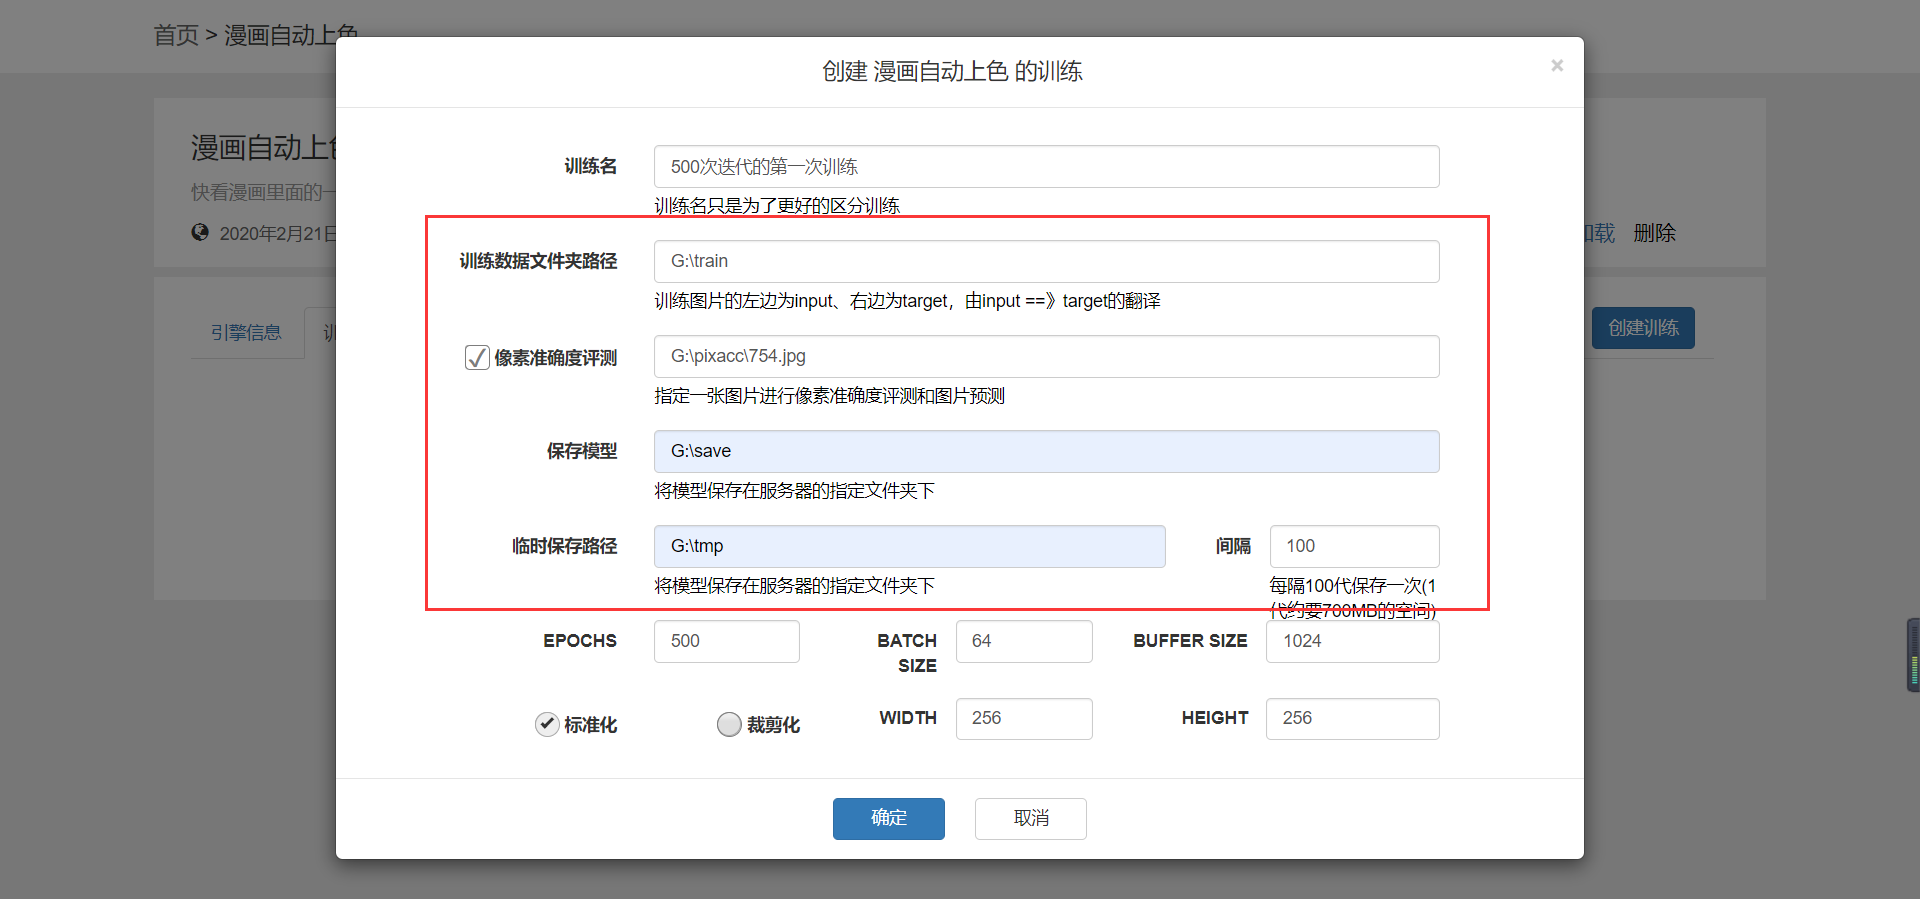 首页 > 漫画自动上色
创建 漫画自动上色 的训练
×
漫画自动上色
快看漫画里面的一
2020年2月21日
加载 删除
引擎信息
训
创建训练
训练名
500次迭代的第一次训练
训练名只是为了更好的区分训练
训练数据文件夹路径
G:\train
训练图片的左边为input、右边为target，由input ==》target的翻译
像素准确度评测
G:\pixacc\754.jpg
指定一张图片进行像素准确度评测和图片预测
保存模型
G:\save
将模型保存在服务器的指定文件夹下
临时保存路径
G:\tmp
间隔
100
将模型保存在服务器的指定文件夹下
每隔100代保存一次(1
代约要700MB的空间)
EPOCHS
500
BATCH
SIZE
64
BUFFER SIZE
1024
标准化
裁剪化
WIDTH
256
HEIGHT
256
确定
取消